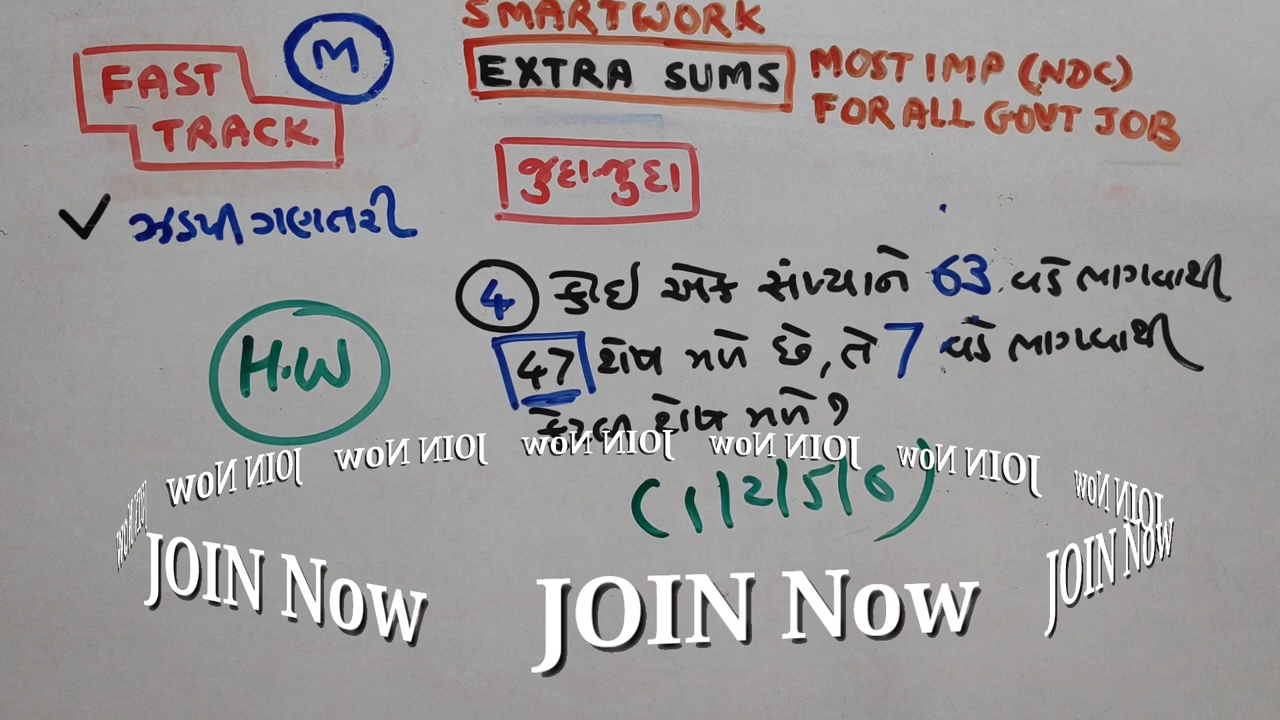 SMARTWORK
FAST
TRACK
M
EXTRA SUMS
MOST IMP (NDC)
FOR ALL GOVT JOB
જુદાજુદા
✓ ઝડપી ગણતરી
④ કોઈ એક સંખ્યાને 63 વડે ભાગવાથી
47 શેષ મળે છે, તે 7 વડે ભાગવાથી
કેટલા શેષ મળે?
H.W
(1/2/5/6)
JOIN Now
JOIN Now
JOIN Now
JOIN Now
JOIN Now
JOIN Now
JOIN Now
JOIN Now
JOIN Now
JOIN Now